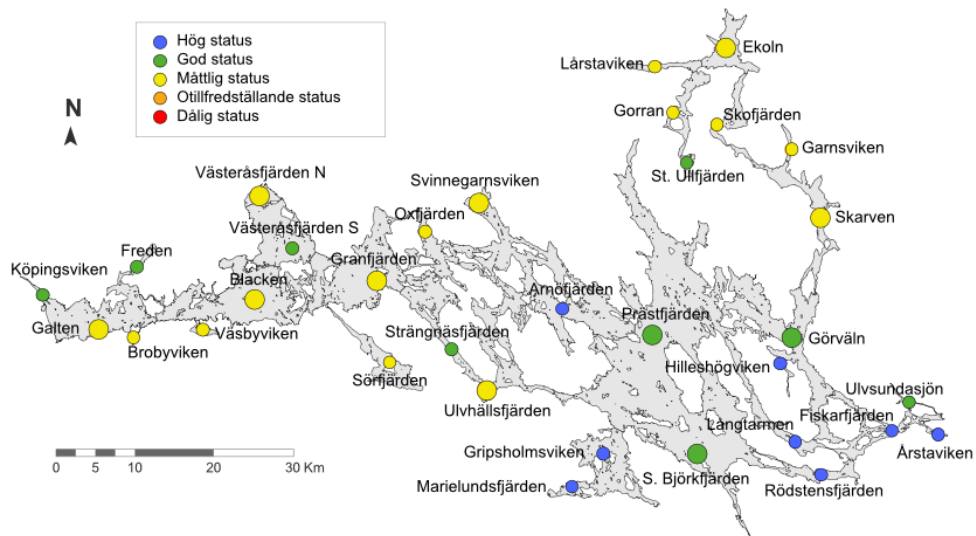 Hög status
God status
Måttlig status
Otillfredställande status
Dålig status
N
Ekoln
Lårstaviken
Gorran
Skofjärden
Garnsviken
St. Ullfjärden
Västeråsfjärden N
Svinnegarnsviken
Oxfjärden
Skarven
Västeråsfjärden S
Freden
Granfjärden
Köpingsviken
Blacken
Arnöfjärden
Galten
Brobyviken
Väsbyviken
Strängnäsfjärden
Prästfjärden
Görväln
Sörfjärden
Hilleshögviken
Ulvsundasjön
Ulvhällsfjärden
Långtarmen
Fiskarfjärden
Årstaviken
Gripsholmsviken
S. Björkfjärden
Marielundsfjärden
Rödstensfjärden
0 2 5 10 20 30 Km